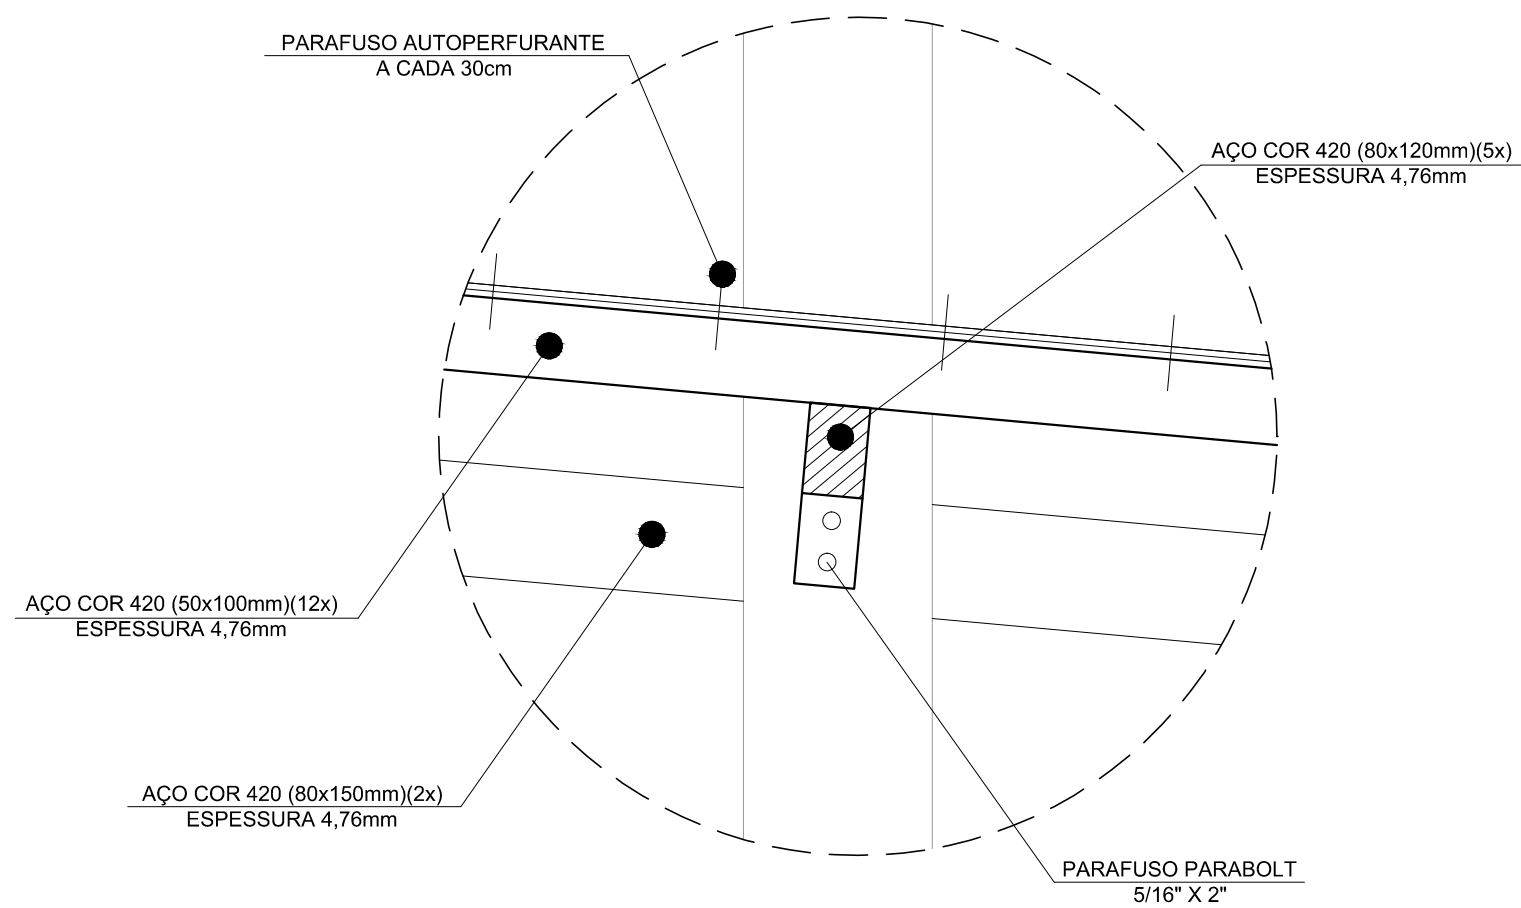 PARAFUSO AUTOPERFURANTE
A CADA 30cm
AÇO COR 420 (80x120mm)(5x)
ESPESSURA 4,76mm
AÇO COR 420 (50x100mm)(12x)
ESPESSURA 4,76mm
AÇO COR 420 (80x150mm)(2x)
ESPESSURA 4,76mm
PARAFUSO PARABOLT
5/16" X 2"